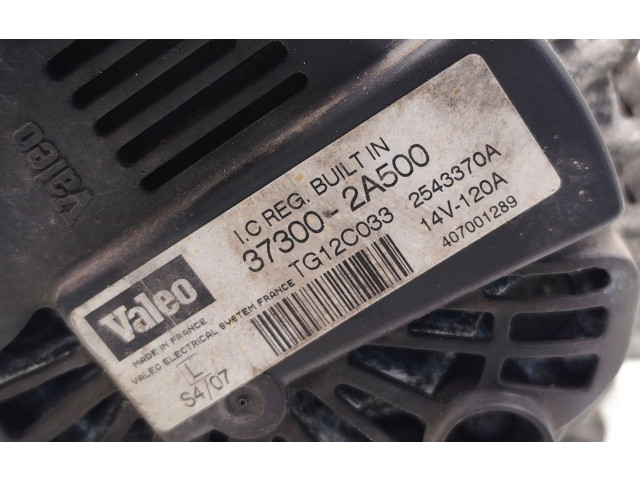 valeo
I.C REG. BUILT IN
37300 - 2A500
TG12C033 2543370A
14V-120A
407001289
Valeo
MADE IN FRANCE
VALEO ELECTRICAL SYSTEM FRANCE
L
S4/07